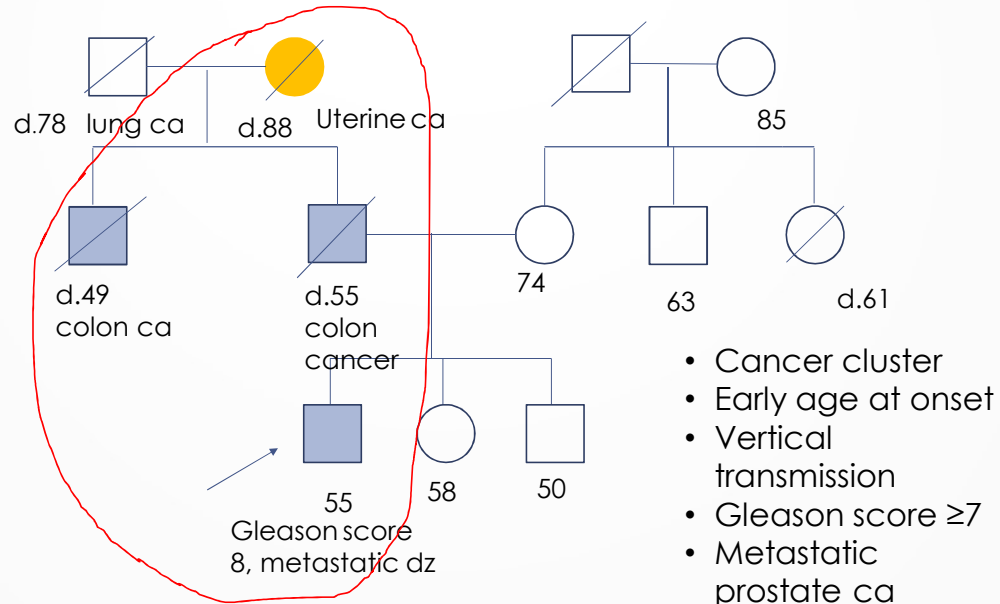 d.78 lung ca
d.88
Uterine ca
85
d.49
colon ca
d.55
colon
cancer
74
63
d.61
55
Gleason score
8, metastatic dz
58
50
• Cancer cluster
• Early age at onset
• Vertical
transmission
• Gleason score ≥7
• Metastatic
prostate ca